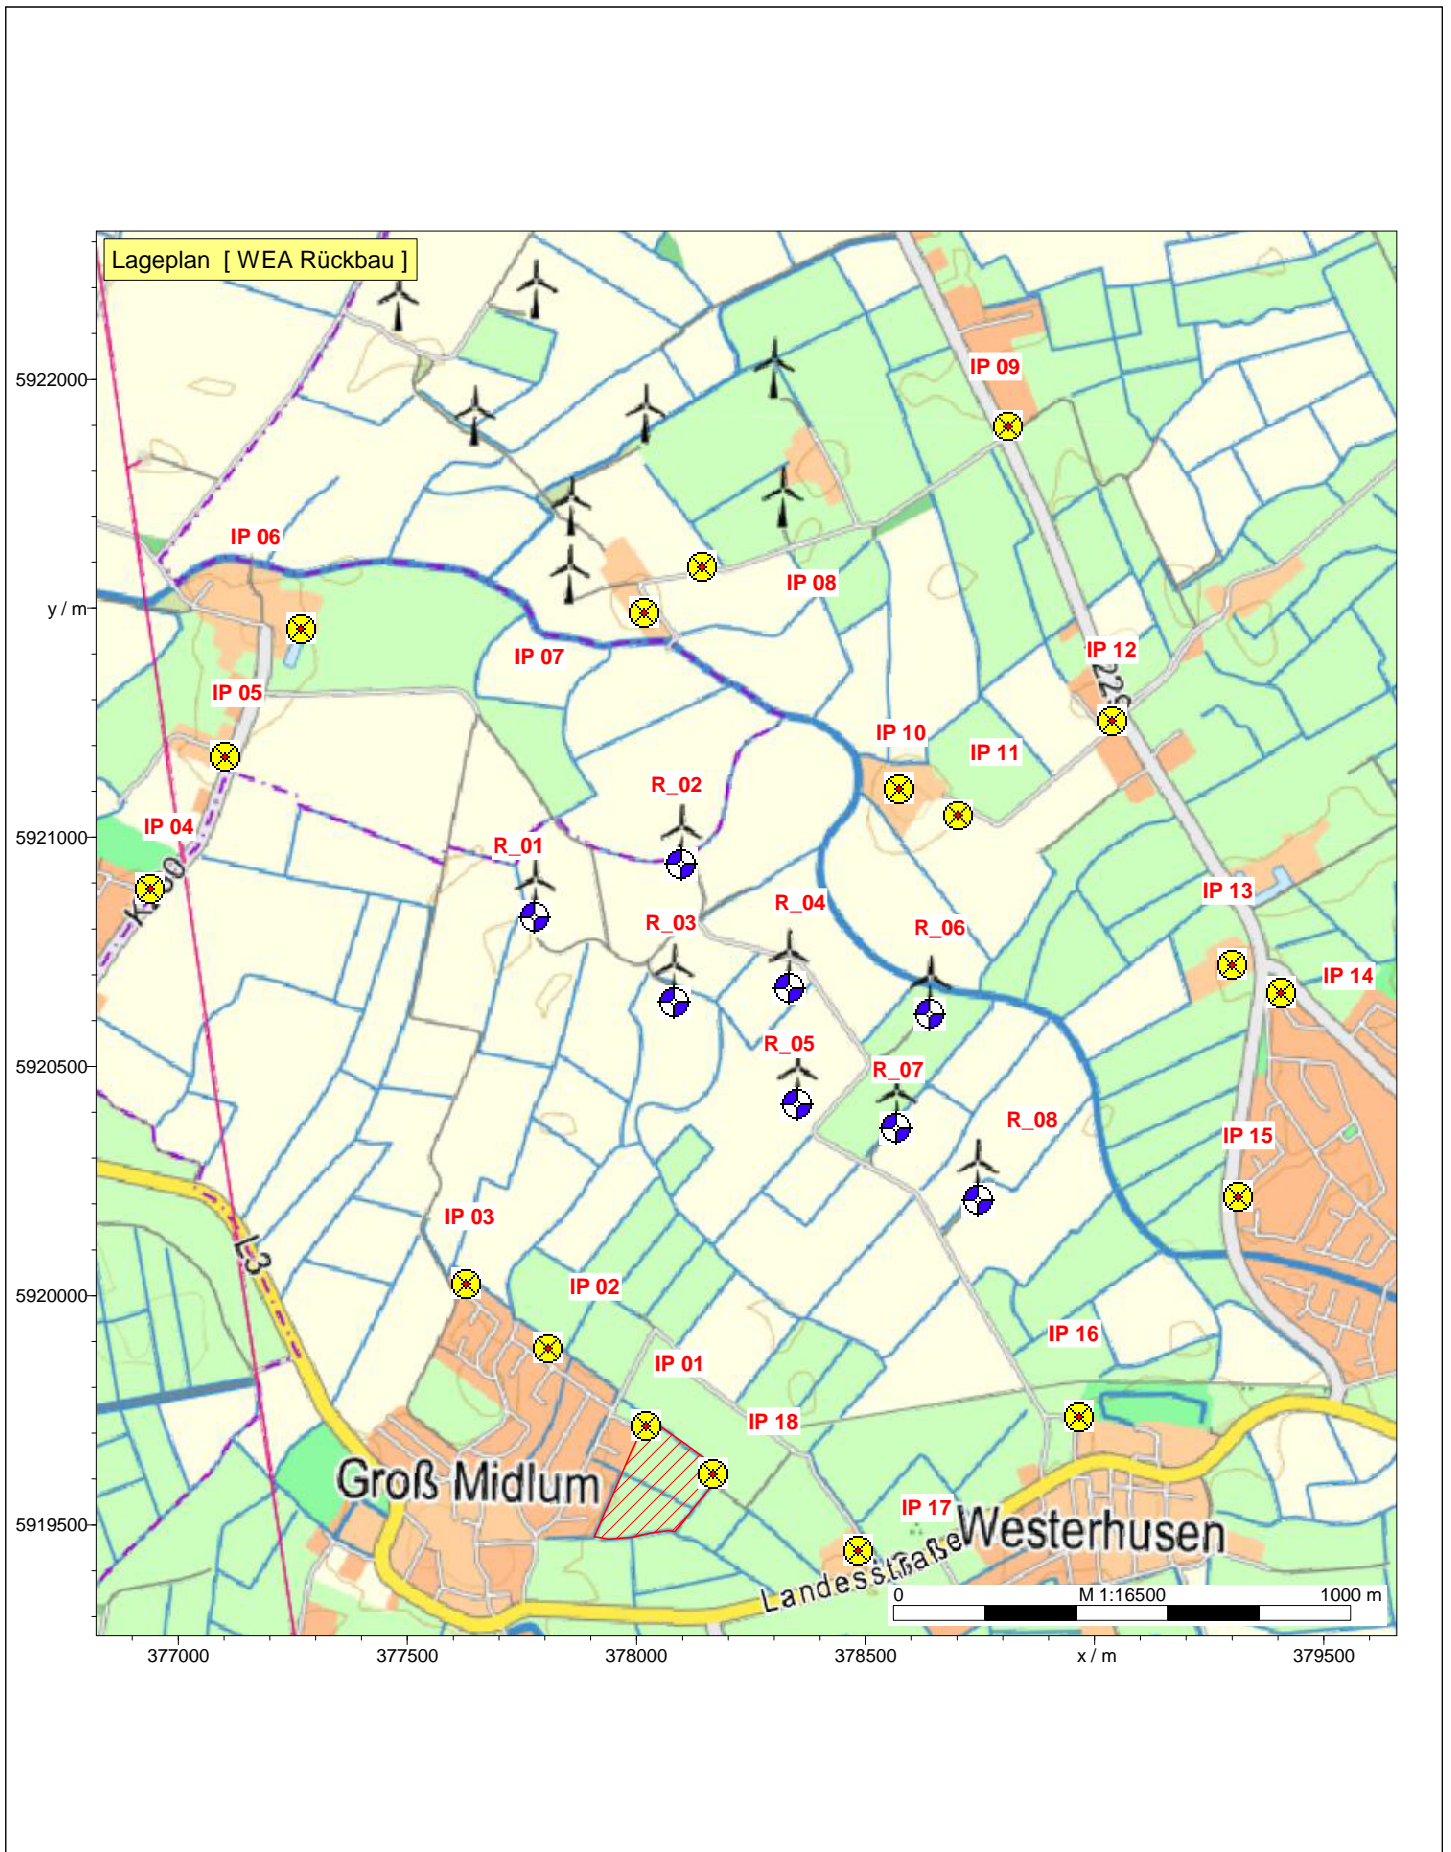 Lageplan [ WEA Rückbau ]
IP 09
5922000
IP 06
IP 08
y / m
IP 07
IP 12
IP 05
IP 10
IP 11
R_02
5921000
IP 04
R_01
IP 13
R_04
R_03
R_06
IP 14
5920500
R_05
R_07
R_08
IP 15
L3
IP 03
IP 02
5920000
IP 16
IP 01
IP 18
Groß Midlum
IP 17
5919500
Westerhusen
Landesstraße
0 M 1:16500 1000 m
377000 377500 378000 378500 x / m 379500